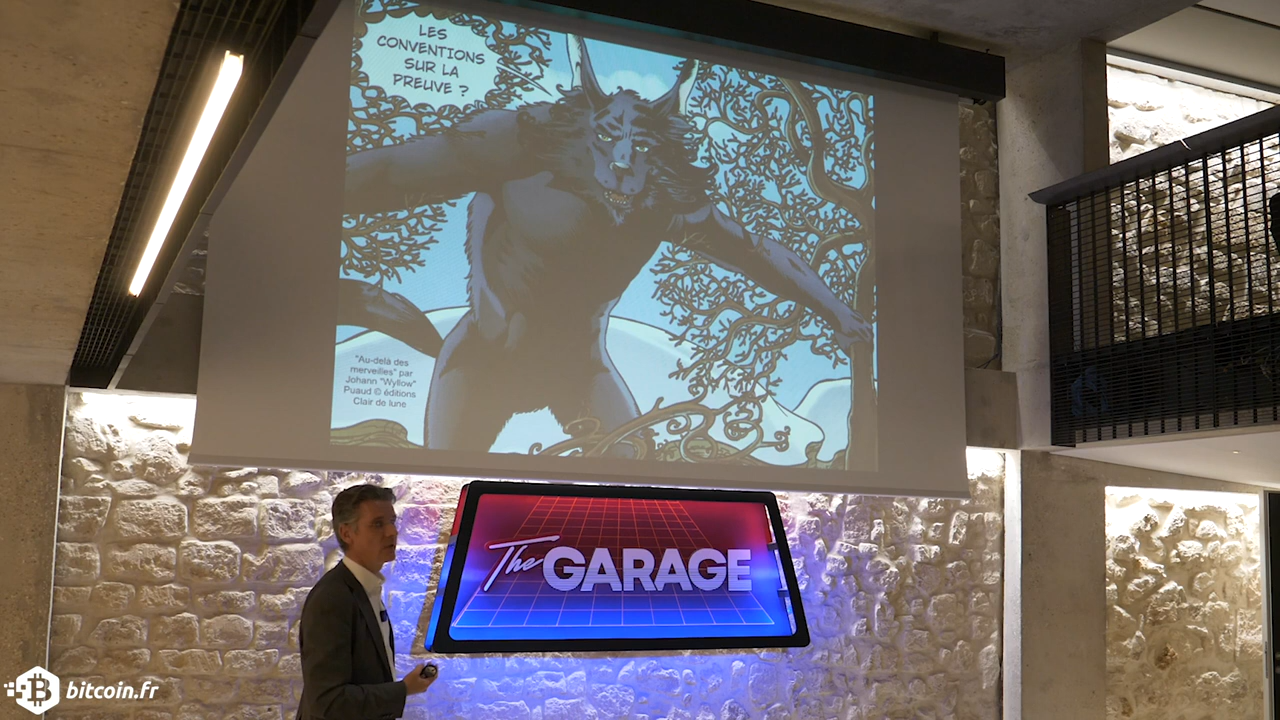 LES
CONVENTIONS
SUR LA
PREUVE ?
"Au-delà des
merveilles" par
Johann "Wyllow"
Puaud © éditions
Clair de lune
The GARAGE
bitcoin.fr